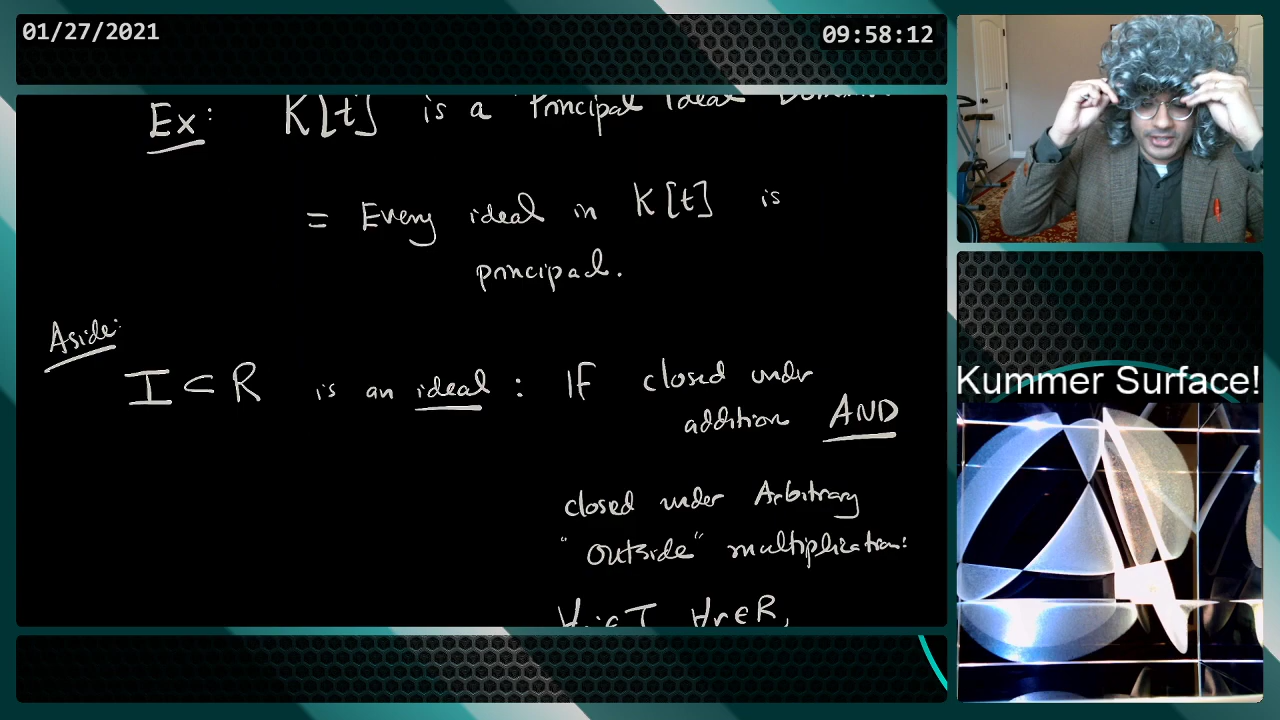 01/27/2021
09:58:12
Ex: K[t] is a Principal Ideal Domain
= Every ideal in K[t] is
principal.
Aside:
I ⊂ R is an ideal : IF closed under
addition AND
closed under Arbitrary
"outside" multiplication:
∀i∈I, ∀r∈R,
Kummer Surface!